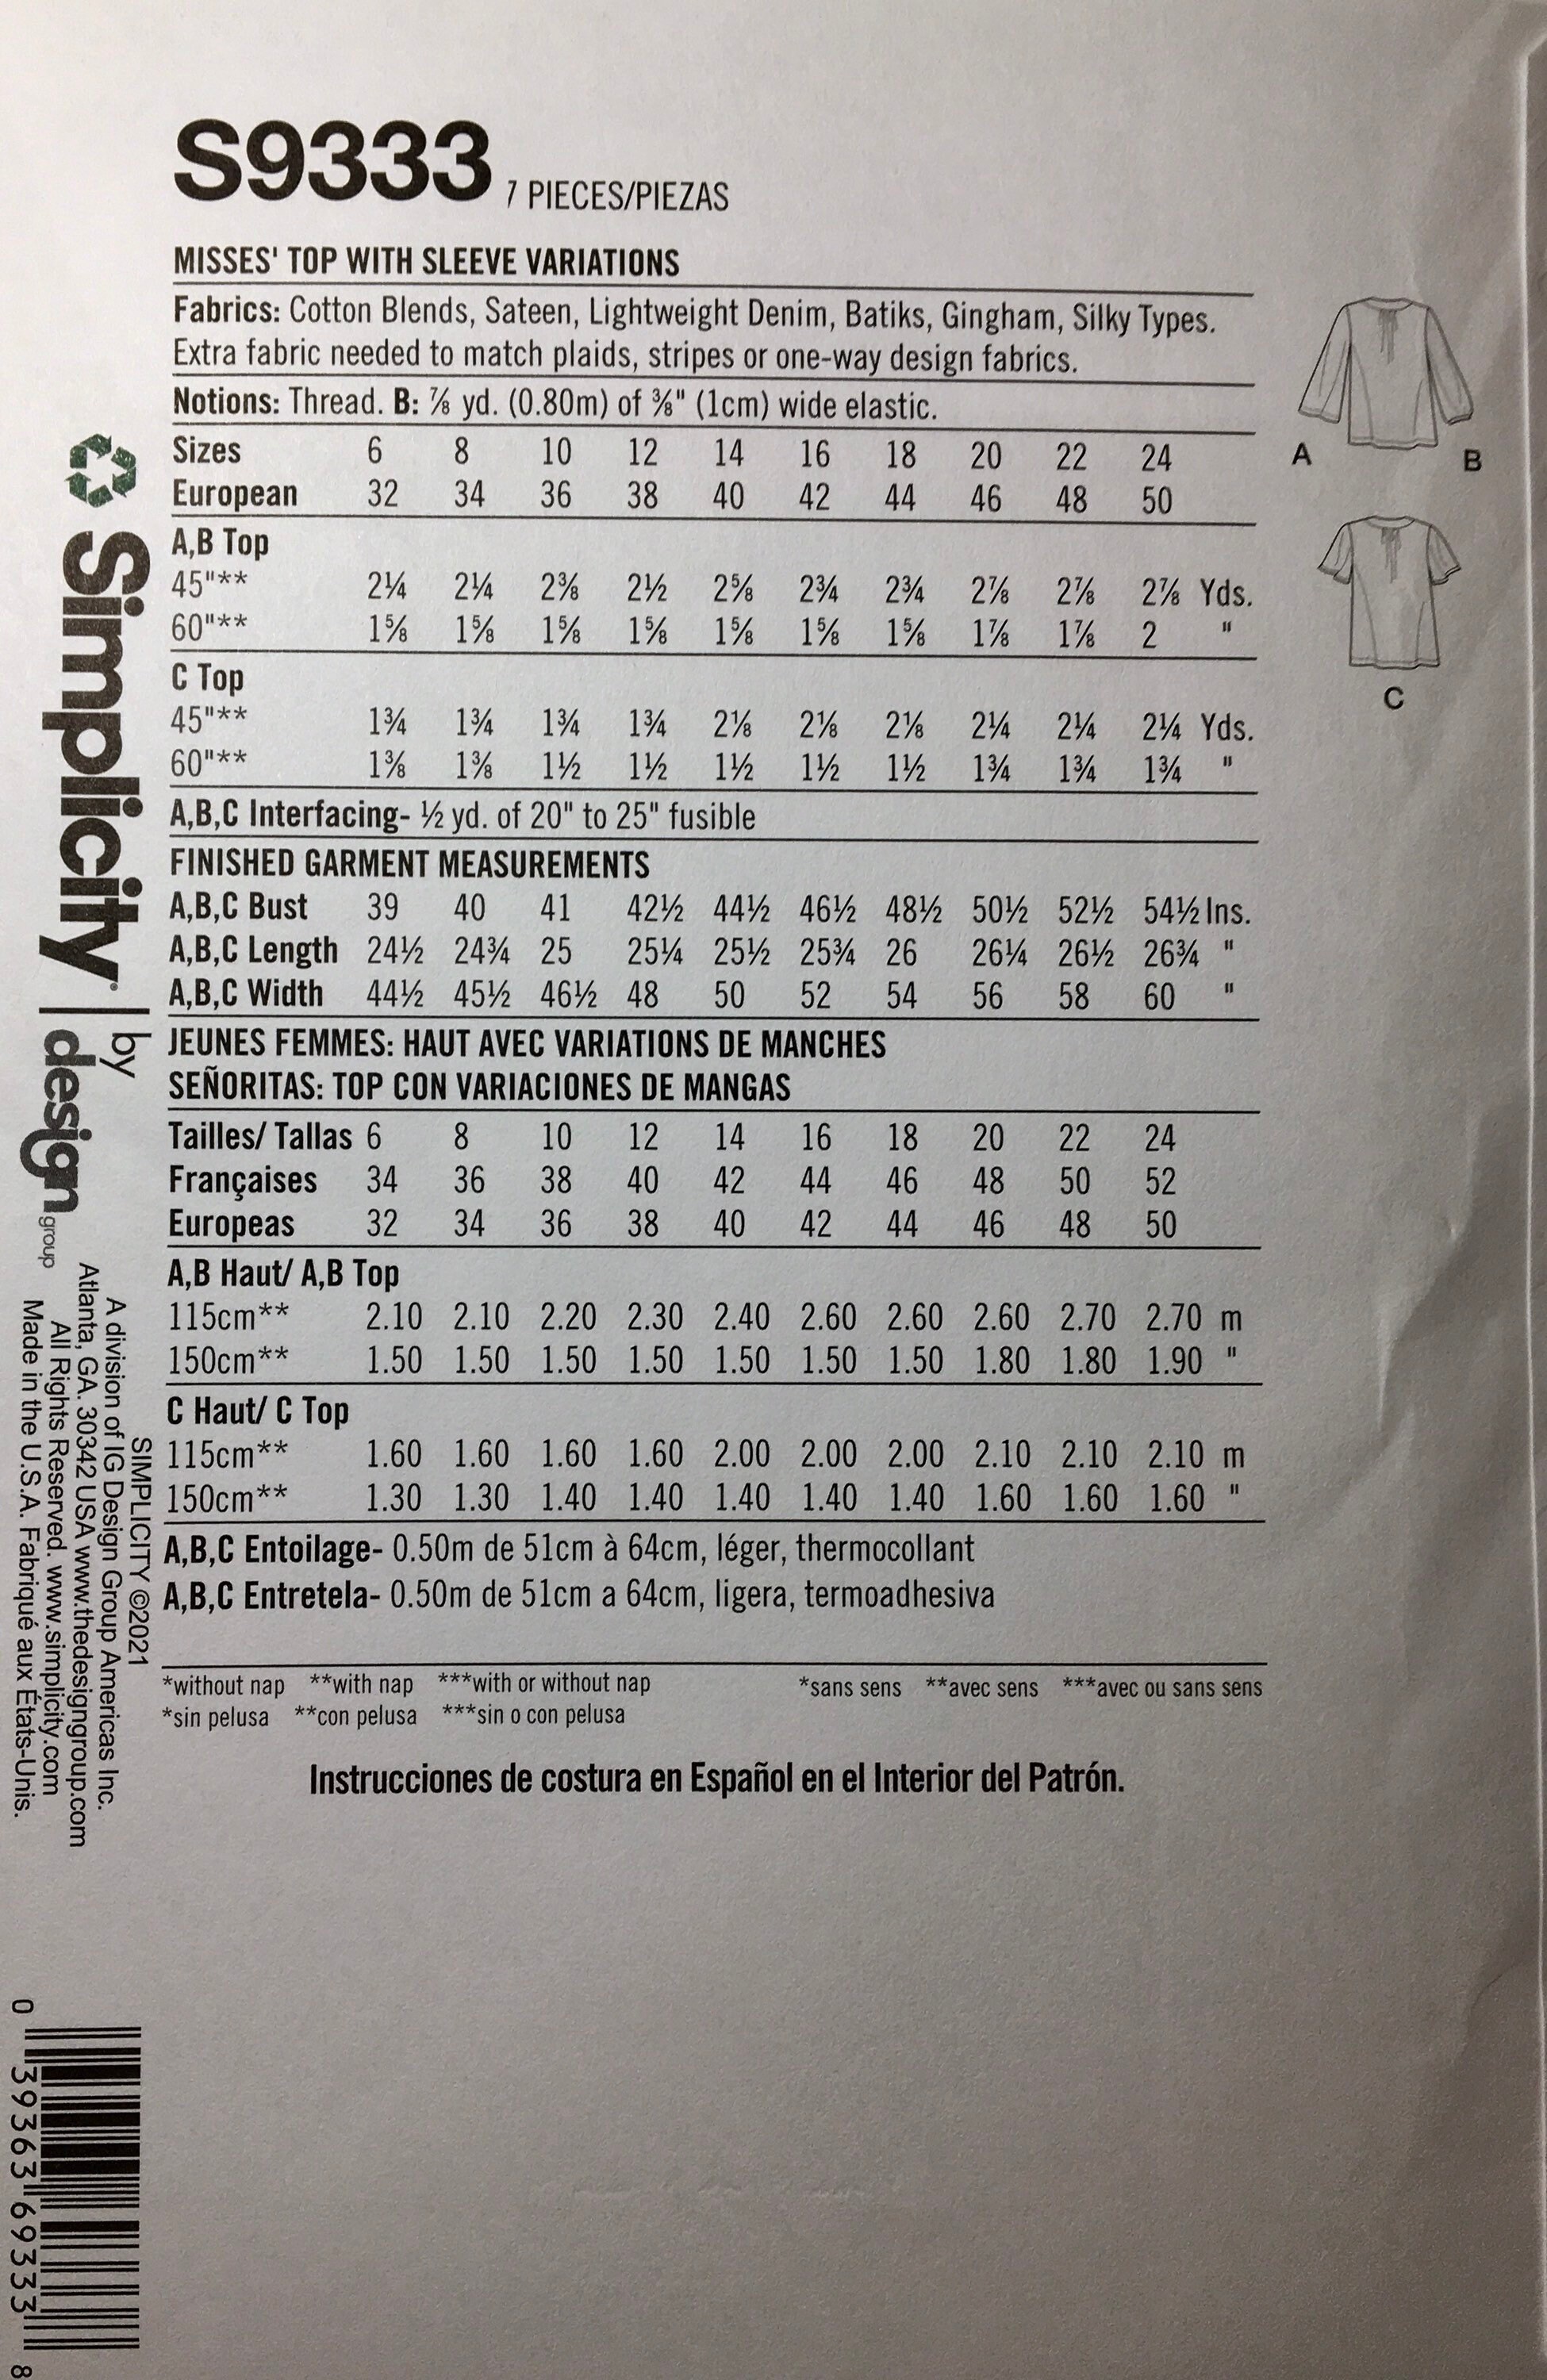 S9333 7 PIECES/PIEZAS
MISSES' TOP WITH SLEEVE VARIATIONS
Fabrics: Cotton Blends, Sateen, Lightweight Denim, Batiks, Gingham, Silky Types.
Extra fabric needed to match plaids, stripes or one-way design fabrics.
Notions: Thread. B: ⅞ yd. (0.80m) of ⅜" (1cm) wide elastic.
Sizes 6 8 10 12 14 16 18 20 22 24
European 32 34 36 38 40 42 44 46 48 50
A,B Top
45"** 2¼ 2¼ 2⅜ 2½ 2⅝ 2¾ 2¾ 2⅞ 2⅞ 2⅞ Yds.
60"** 1⅝ 1⅝ 1⅝ 1⅝ 1⅝ 1⅝ 1⅝ 1⅞ 1⅞ 2 "
C Top
45"** 1¾ 1¾ 1¾ 1¾ 2⅛ 2⅛ 2⅛ 2¼ 2¼ 2¼ Yds.
60"** 1⅜ 1⅜ 1½ 1½ 1½ 1½ 1½ 1¾ 1¾ 1¾ "
A,B,C Interfacing- ½ yd. of 20" to 25" fusible
FINISHED GARMENT MEASUREMENTS
A,B,C Bust 39 40 41 42½ 44½ 46½ 48½ 50½ 52½ 54½ Ins.
A,B,C Length 24½ 24¾ 25 25¼ 25½ 25¾ 26 26¼ 26½ 26¾ "
A,B,C Width 44½ 45½ 46½ 48 50 52 54 56 58 60 "
JEUNES FEMMES: HAUT AVEC VARIATIONS DE MANCHES
SEÑORITAS: TOP CON VARIACIONES DE MANGAS
Tailles/ Tallas 6 8 10 12 14 16 18 20 22 24
Françaises 34 36 38 40 42 44 46 48 50 52
Europeas 32 34 36 38 40 42 44 46 48 50
A,B Haut/ A,B Top
115cm** 2.10 2.10 2.20 2.30 2.40 2.60 2.60 2.60 2.70 2.70 m
150cm** 1.50 1.50 1.50 1.50 1.50 1.50 1.50 1.80 1.80 1.90 "
C Haut/ C Top
115cm** 1.60 1.60 1.60 1.60 2.00 2.00 2.00 2.10 2.10 2.10 m
150cm** 1.30 1.30 1.40 1.40 1.40 1.40 1.40 1.60 1.60 1.60 "
A,B,C Entoilage- 0.50m de 51cm à 64cm, léger, thermocollant
A,B,C Entretela- 0.50m de 51cm a 64cm, ligera, termoadhesiva
*without nap **with nap ***with or without nap
*sans sens **avec sens ***avec ou sans sens
*sin pelusa **con pelusa ***sin o con pelusa
Instrucciones de costura en Español en el Interior del Patrón.
A
B
C
Simplicity® | by design group
SIMPLICITY ©2021
A division of IG Design Group Americas Inc.
Atlanta, GA. 30342 USA www.thedesigngroup.com
All Rights Reserved. www.simplicity.com
Made in the U.S.A. Fabriqué aux États-Unis.
0 39363 69333 8